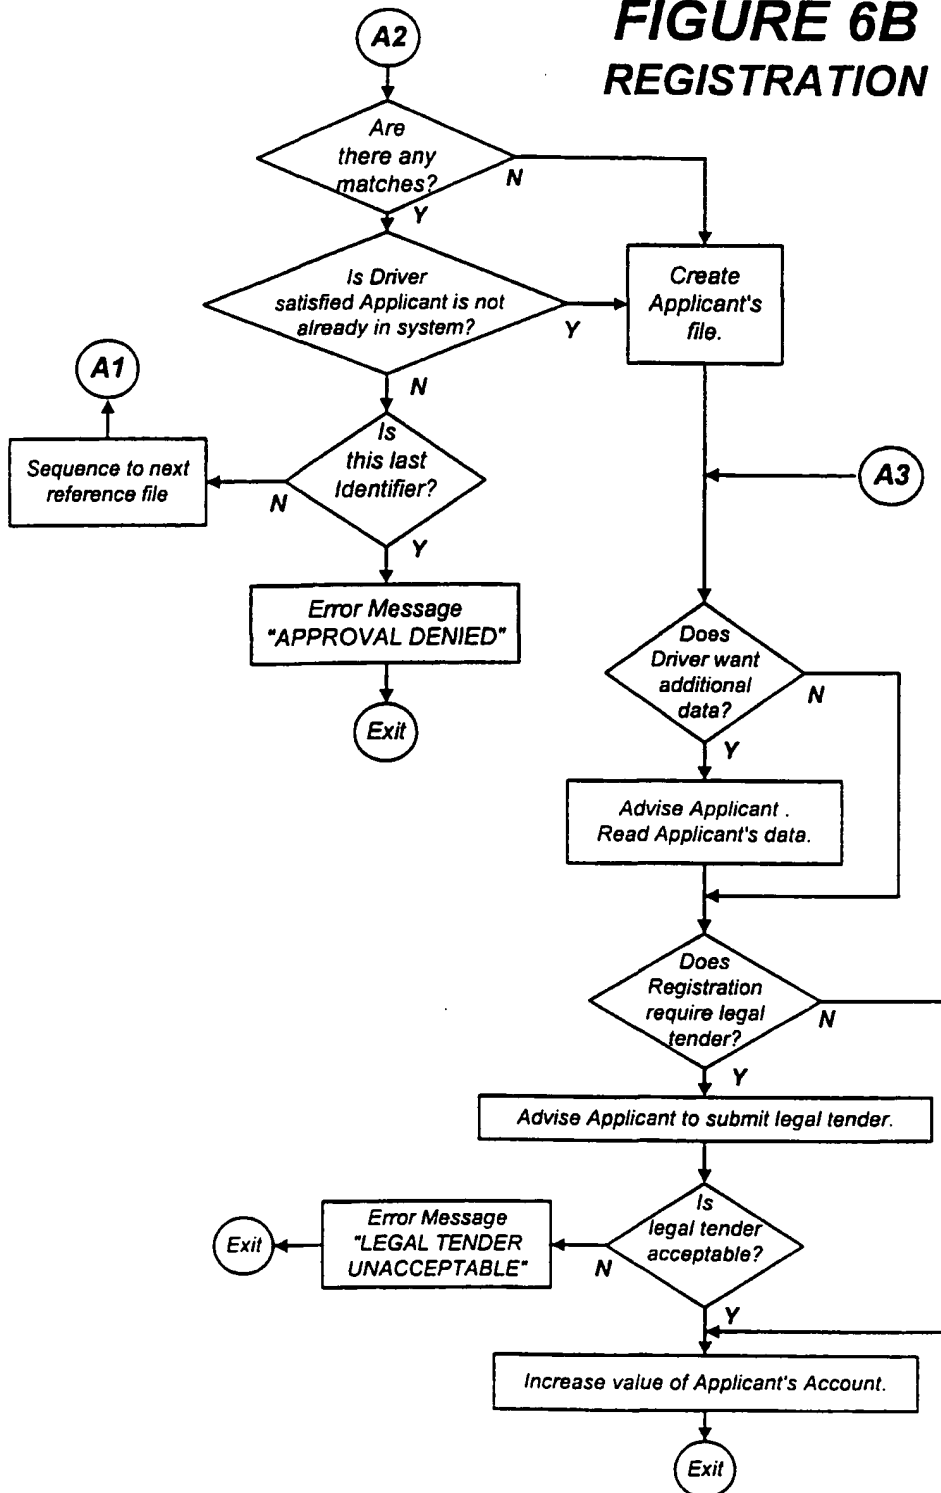 FIGURE 6B
REGISTRATION
A2
Are
there any
matches?
N
Y
Is Driver
satisfied Applicant is not
already in system?
Y
N
Create
Applicant's
file.
A1
Sequence to next
reference file
Is
this last
Identifier?
N
Y
A3
Error Message
"APPROVAL DENIED"
Exit
Does
Driver want
additional
data?
N
Y
Advise Applicant .
Read Applicant's data.
Does
Registration
require legal
tender?
N
Y
Advise Applicant to submit legal tender.
Is
legal tender
acceptable?
N
Y
Error Message
"LEGAL TENDER
UNACCEPTABLE"
Exit
Increase value of Applicant's Account.
Exit